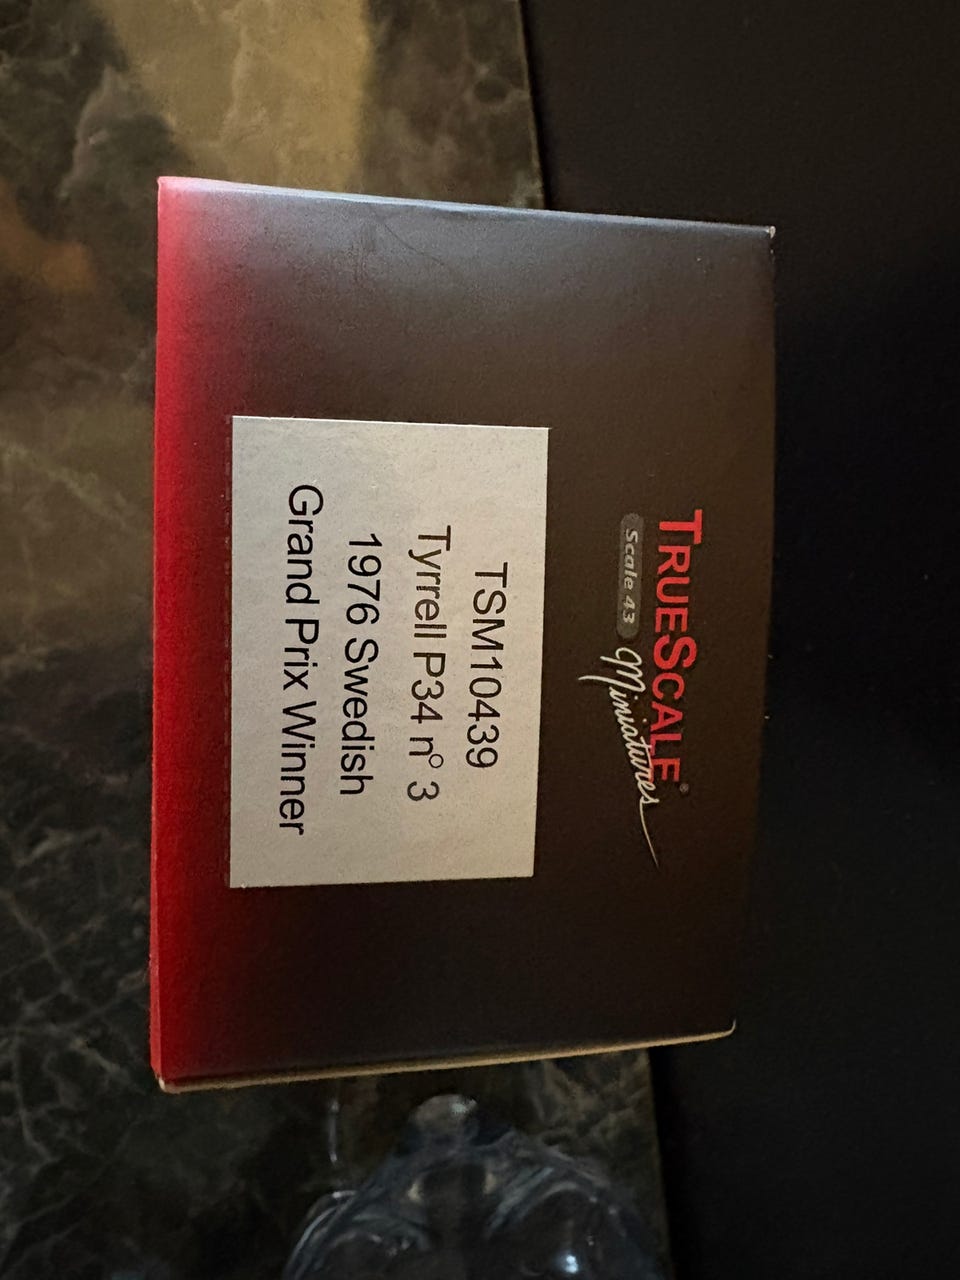 TRUESCALE®
Scale 43 Miniatures
TSM10439
Tyrrell P34 nº 3
1976 Swedish
Grand Prix Winner